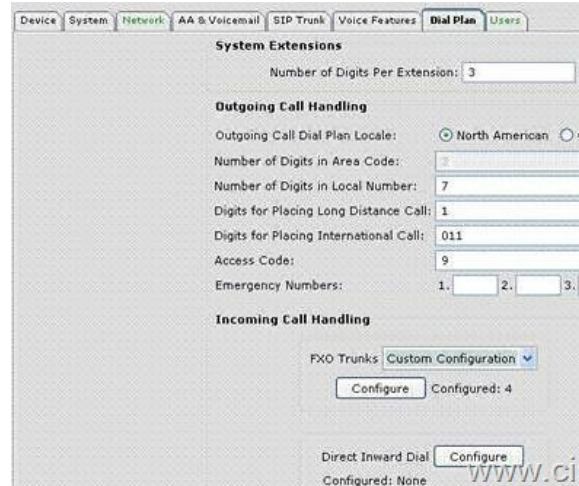 Device System Network AA & Voicemail SIP Trunk Voice Features Dial Plan Users
System Extensions
Number of Digits Per Extension: 3
Outgoing Call Handling
Outgoing Call Dial Plan Locale: North American
Number of Digits in Area Code:
Number of Digits in Local Number: 7
Digits for Placing Long Distance Call: 1
Digits for Placing International Call: 011
Access Code: 9
Emergency Numbers: 1. 2. 3.
Incoming Call Handling
FXO Trunks Custom Configuration
Configure Configured: 4
Direct Inward Dial Configure
Configured: None
www.ci